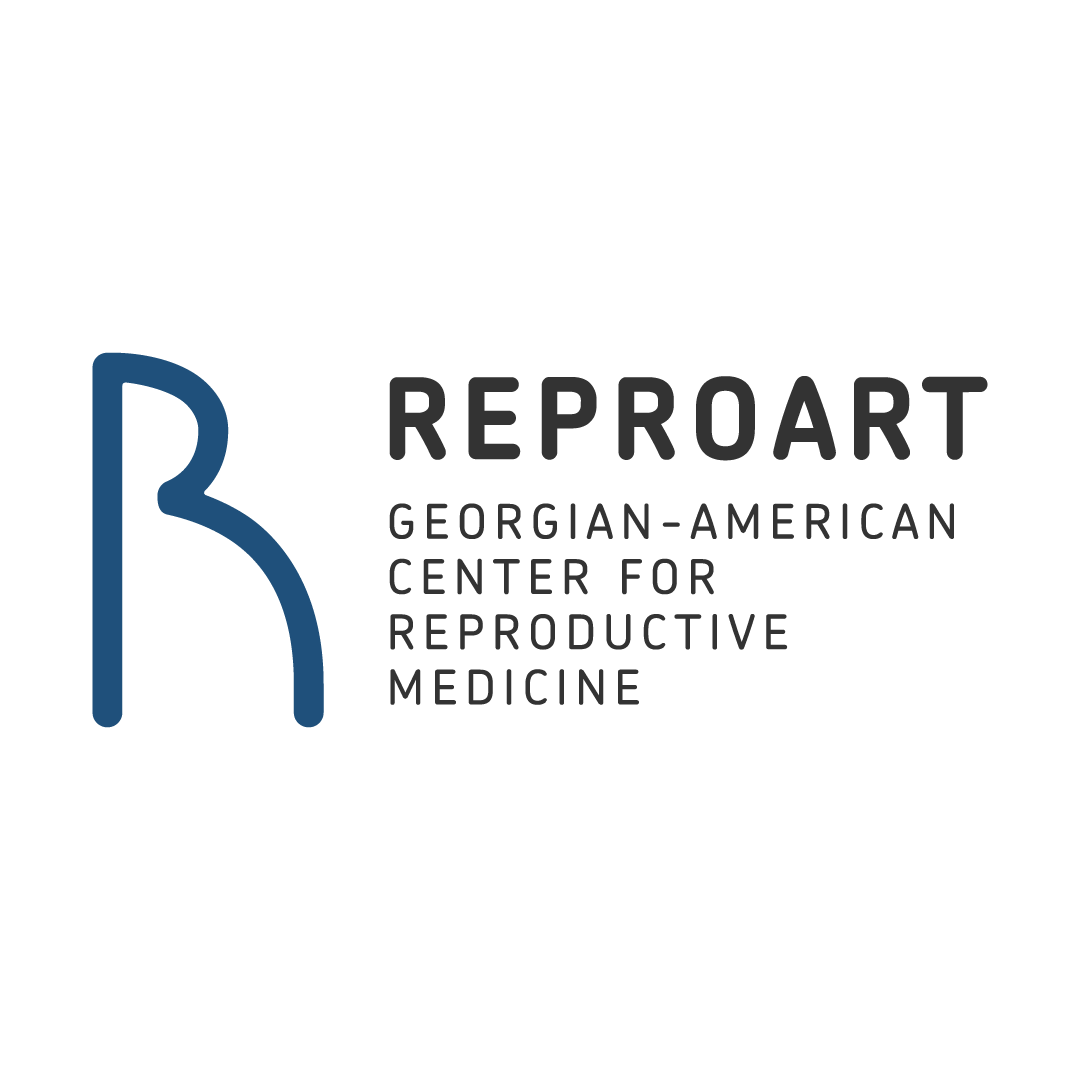 R
REPROART
GEORGIAN-AMERICAN
CENTER FOR
REPRODUCTIVE
MEDICINE